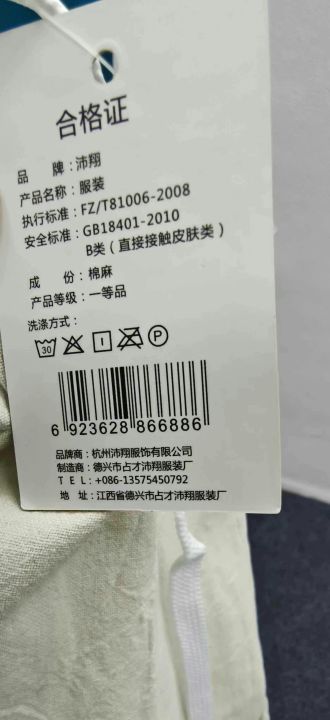 合格证
品 牌：沛翔
产品名称：服装
执行标准：FZ/T81006-2008
安全标准：GB18401-2010
B类（直接接触皮肤类）
成 份：棉麻
产品等级：一等品
洗涤方式：
30 P
6 923628 866886
品牌商：杭州沛翔服饰有限公司
制造商：德兴市占才沛翔服装厂
T E L：+086-13575450792
地 址：江西省德兴市占才沛翔服装厂